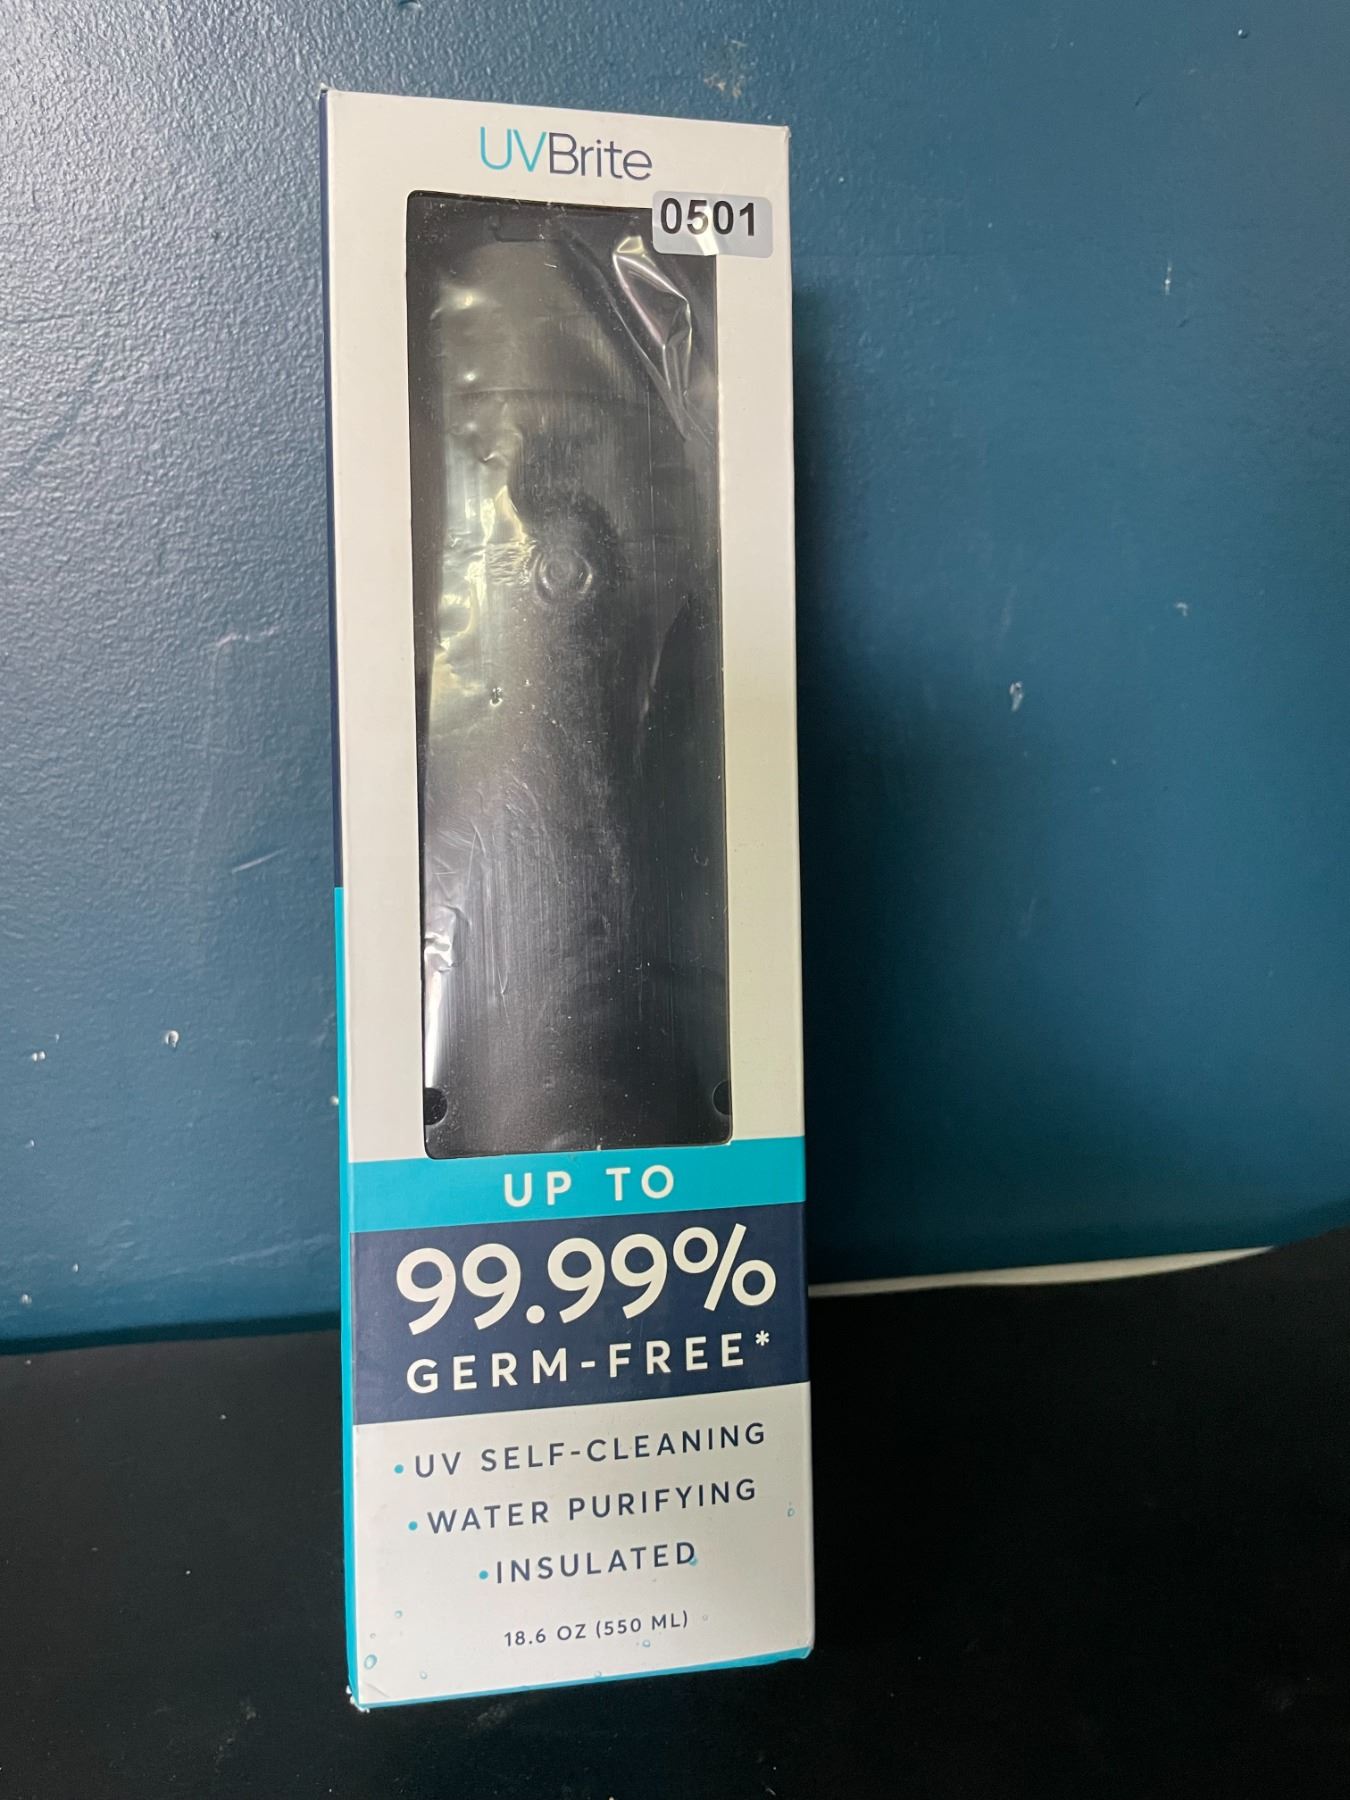 UVBrite
0501
UP TO
99.99%
GERM-FREE*
•UV SELF-CLEANING
•WATER PURIFYING
•INSULATED
18.6 OZ (550 ML)